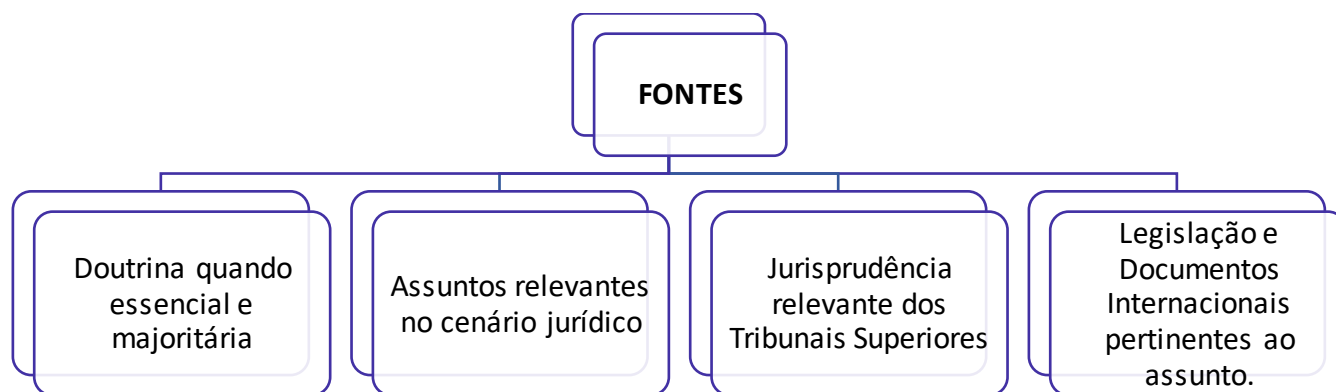 FONTES
Doutrina quando
essencial e
majoritária
Assuntos relevantes
no cenário jurídico
Jurisprudência
relevante dos
Tribunais Superiores
Legislação e
Documentos
Internacionais
pertinentes ao
assunto.